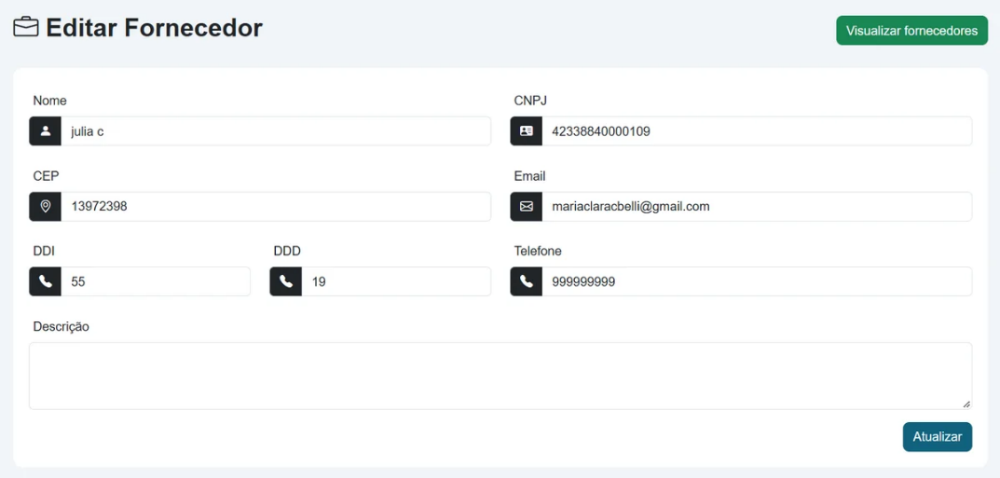 Editar Fornecedor
Visualizar fornecedores
Nome
CNPJ
julia c
42338840000109
CEP
Email
13972398
mariaclaracbelli@gmail.com
DDI
DDD
Telefone
55
19
999999999
Descrição
Atualizar